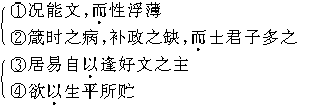 ①况能文，而性浮薄
②箴时之病，补政之缺，而士君子多之
③居易自以逢好文之主
④欲以生平所贮